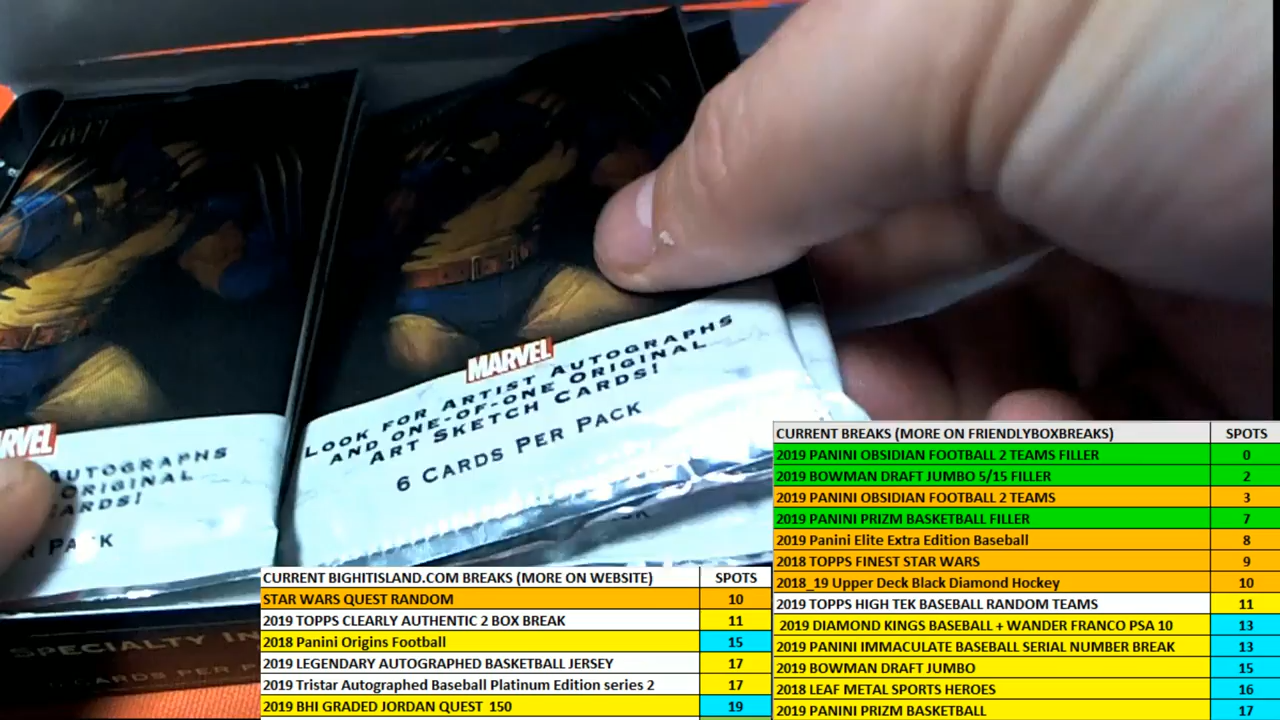 MARVEL
LOOK FOR ARTIST AUTOGRAPHS
AND ONE-OF-ONE ORIGINAL
ART SKETCH CARDS!
6 CARDS PER PACK
AUTOGRAPHS
ORIGINAL
CARDS!
PACK
SPECIALTY
CARDS PER
CURRENT BIGHITISLAND.COM BREAKS (MORE ON WEBSITE) SPOTS
STAR WARS QUEST RANDOM 10
2019 TOPPS CLEARLY AUTHENTIC 2 BOX BREAK 11
2018 Panini Origins Football 15
2019 LEGENDARY AUTOGRAPHED BASKETBALL JERSEY 17
2019 Tristar Autographed Baseball Platinum Edition series 2 17
2019 BHI GRADED JORDAN QUEST 150 19
CURRENT BREAKS (MORE ON FRIENDLYBOXBREAKS) SPOTS
2019 PANINI OBSIDIAN FOOTBALL 2 TEAMS FILLER 0
2019 BOWMAN DRAFT JUMBO 5/15 FILLER 2
2019 PANINI OBSIDIAN FOOTBALL 2 TEAMS 3
2019 PANINI PRIZM BASKETBALL FILLER 7
2019 Panini Elite Extra Edition Baseball 8
2018 TOPPS FINEST STAR WARS 9
2018_19 Upper Deck Black Diamond Hockey 10
2019 TOPPS HIGH TEK BASEBALL RANDOM TEAMS 11
2019 DIAMOND KINGS BASEBALL + WANDER FRANCO PSA 10 13
2019 PANINI IMMACULATE BASEBALL SERIAL NUMBER BREAK 13
2019 BOWMAN DRAFT JUMBO 15
2018 LEAF METAL SPORTS HEROES 16
2019 PANINI PRIZM BASKETBALL 17